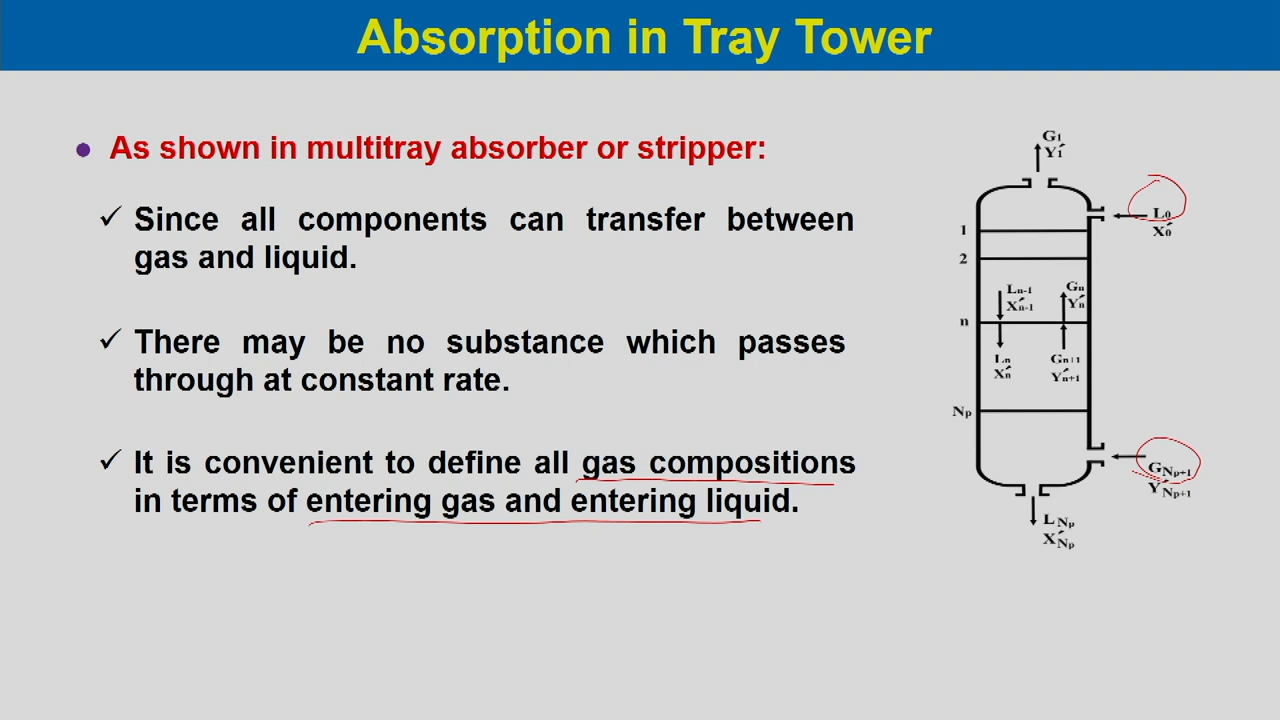 Absorption in Tray Tower
As shown in multitray absorber or stripper:
Since all components can transfer between
gas and liquid.
There may be no substance which passes
through at constant rate.
It is convenient to define all gas compositions
in terms of entering gas and entering liquid.
G1
Y1′
L0
X0′
1
2
Ln-1
X′n-1
Gn
Yn′
n
Ln
Xn′
Gn+1
Y′n+1
Np
GNp+1
Y′Np+1
LNp
X′Np